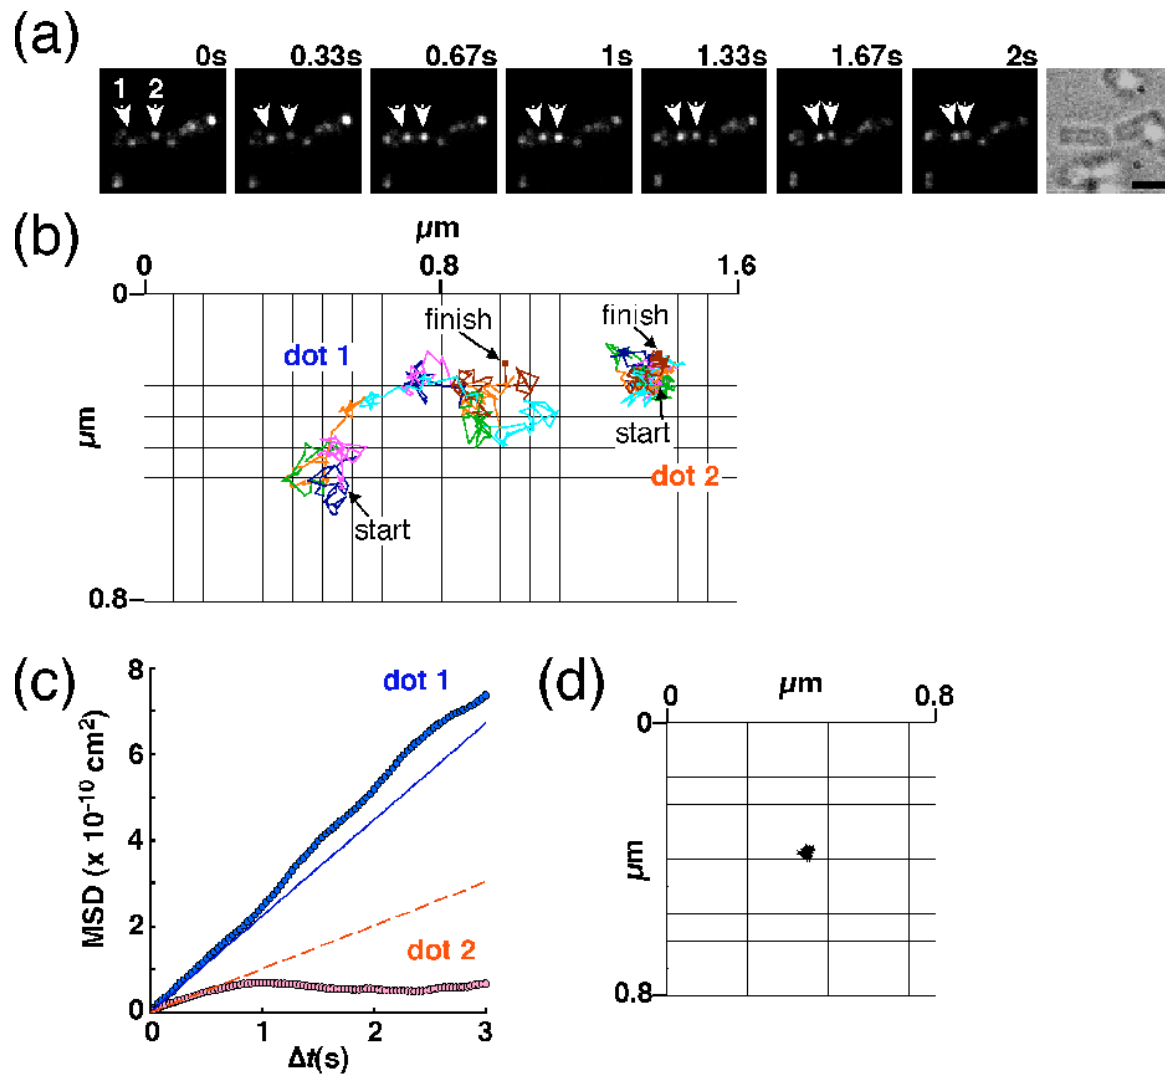 (a)
0s 0.33s 0.67s 1s 1.33s 1.67s 2s
1 2
(b)
µm
0 0.8 1.6
0
finish
finish
dot 1
µm
start
dot 2
start
0.8
(c)
8
dot 1
6
MSD (x 10⁻¹⁰ cm²)
4
2
dot 2
0
0 1 2 3
Δt(s)
(d)
µm
0 0.8
0
µm
0.8